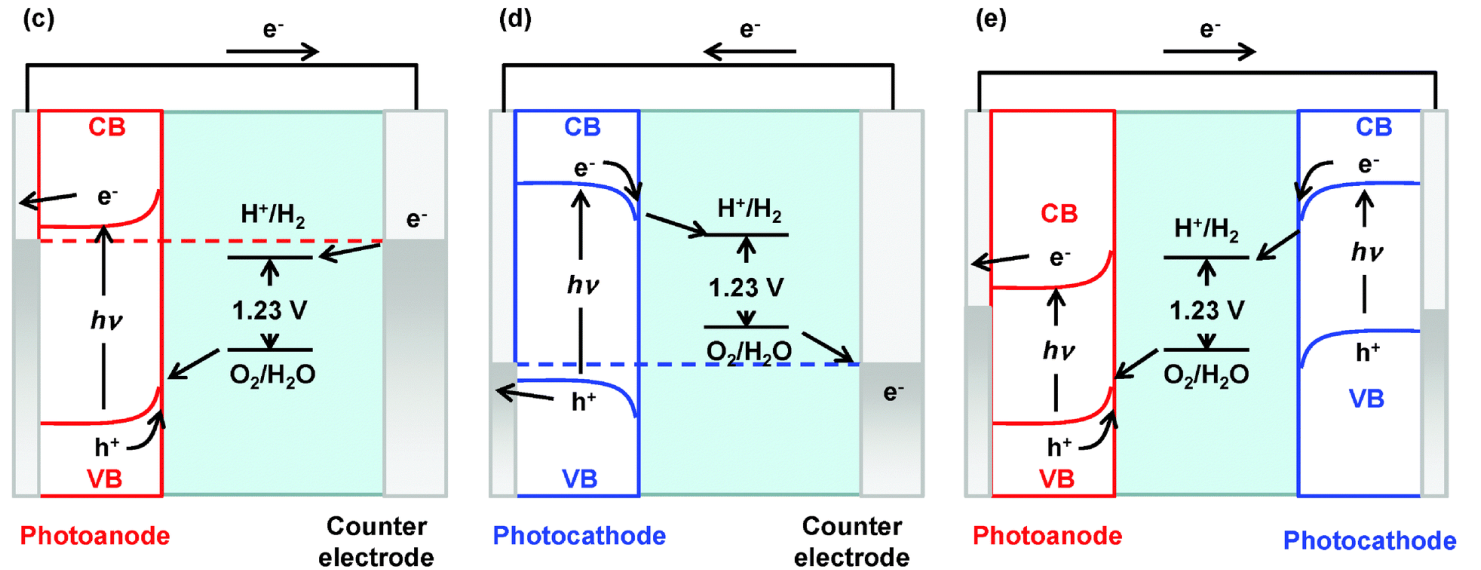 (c)
e-
CB
e-
H+/H2
e-
hν
1.23 V
O2/H2O
h+
VB
Photoanode
Counter
electrode
(d)
e-
CB
e-
H+/H2
hν
1.23 V
O2/H2O
h+
e-
VB
Photocathode
Counter
electrode
(e)
e-
CB
e-
CB
e-
H+/H2
hν
1.23 V
hν
O2/H2O
h+
h+
VB
VB
Photoanode
Photocathode